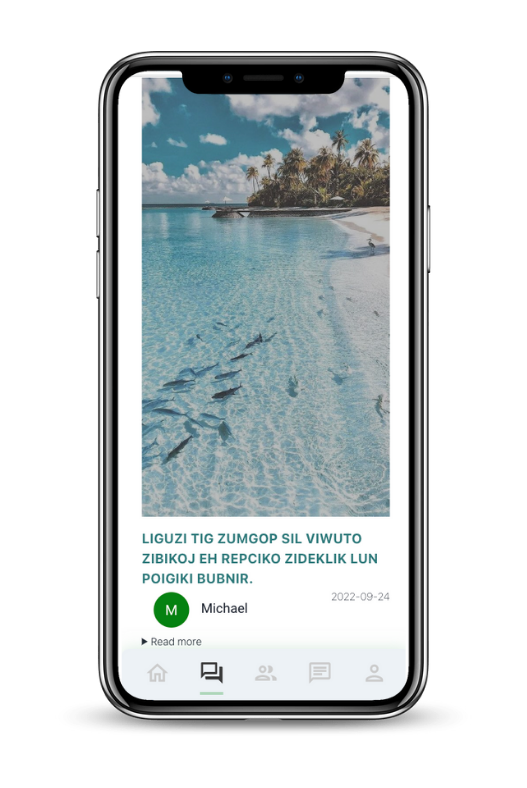 LIGUZI TIG ZUMGOP SIL VIWUTO
ZIBIKOJ EH REPCIKO ZIDEKLIK LUN
POIGIKI BUBNIR.
2022-09-24
M Michael
Read more